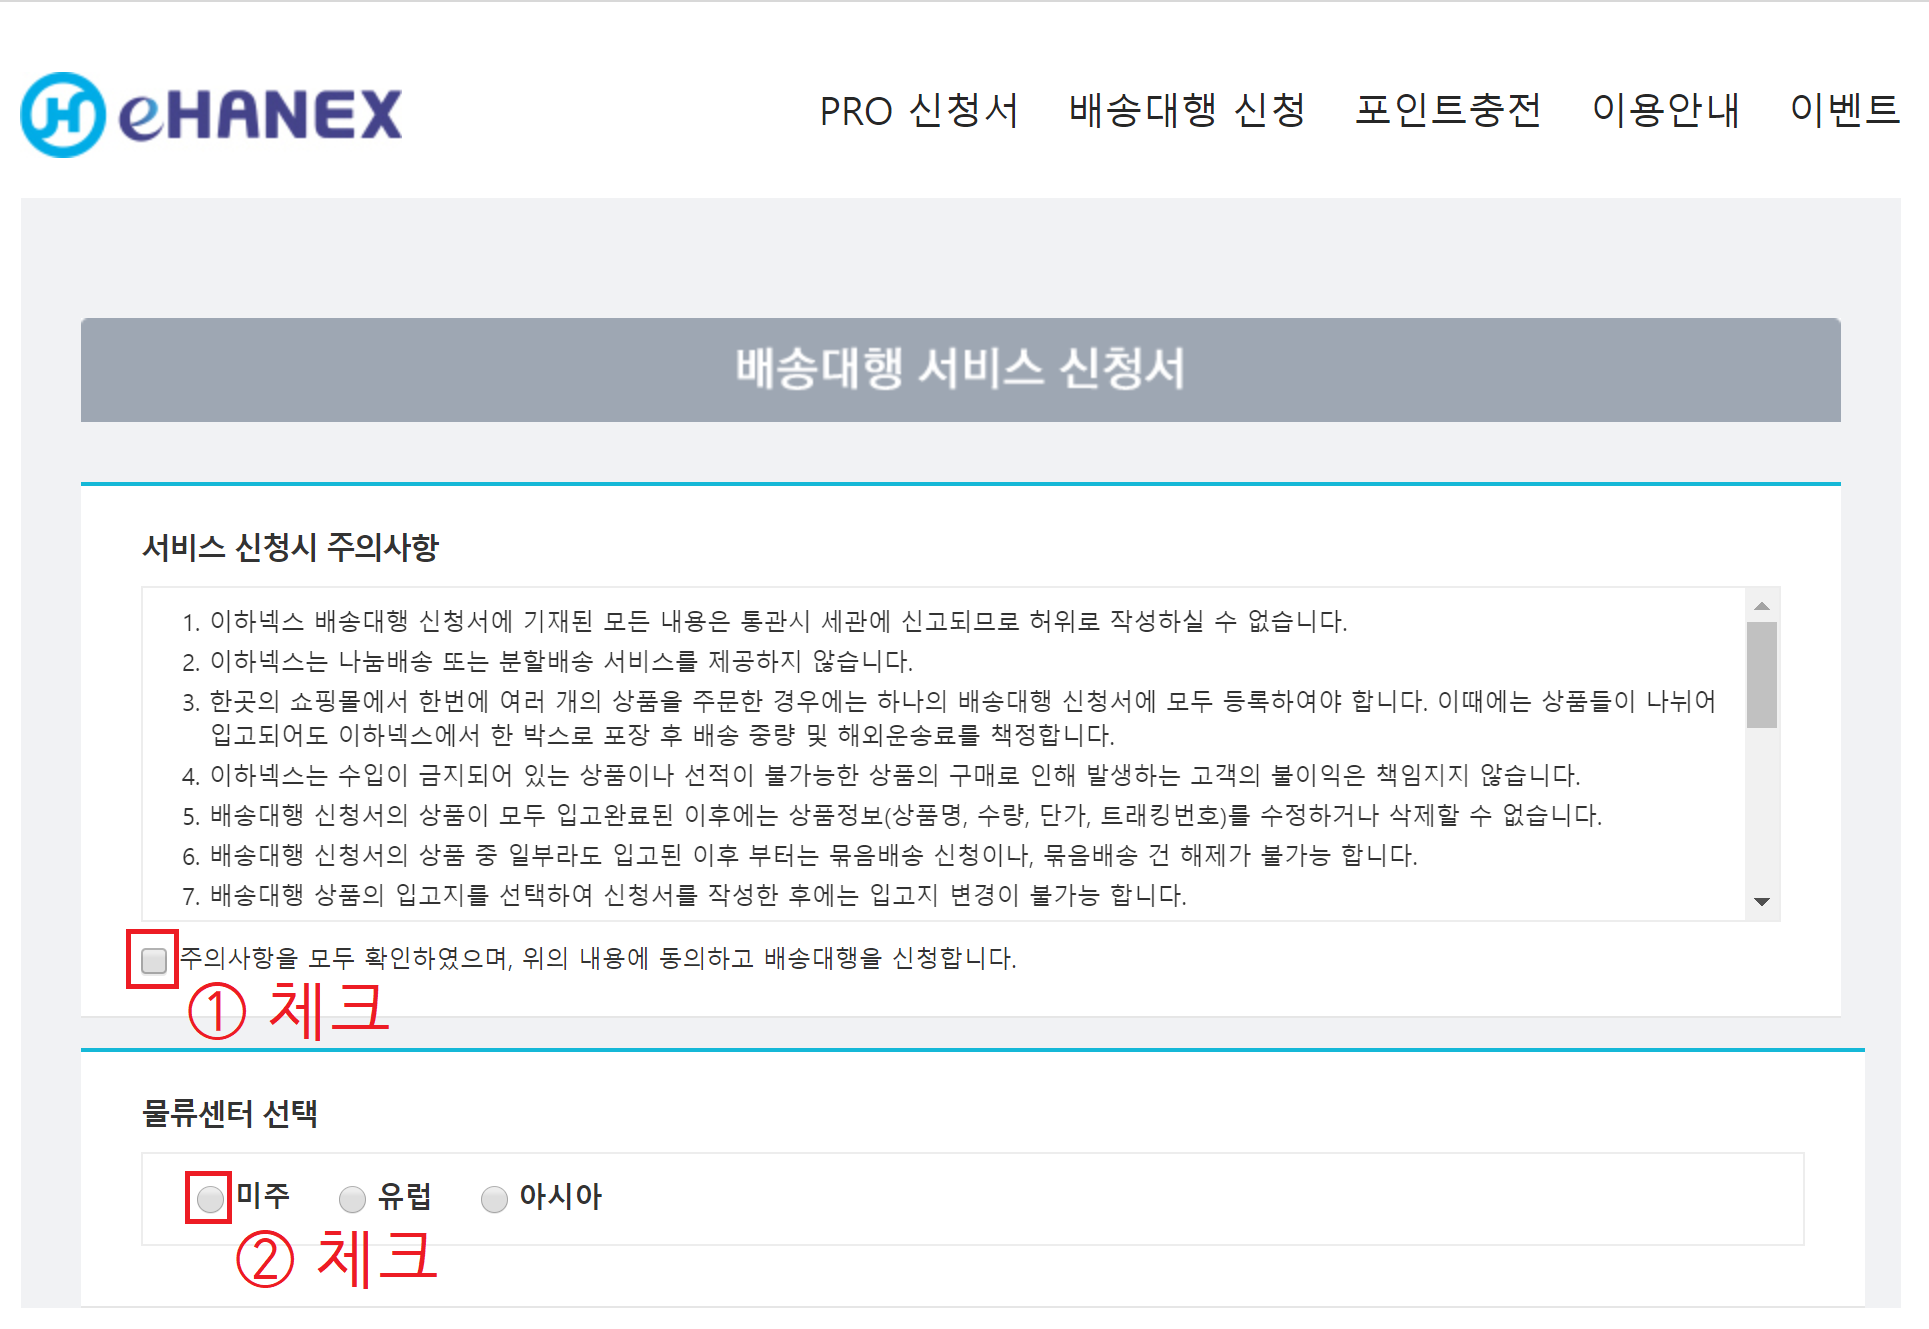 eHANEX
PRO 신청서 배송대행 신청 포인트충전 이용안내 이벤트
배송대행 서비스 신청서
서비스 신청시 주의사항
1. 이하넥스 배송대행 신청서에 기재된 모든 내용은 통관시 세관에 신고되므로 허위로 작성하실 수 없습니다.
2. 이하넥스는 나눔배송 또는 분할배송 서비스를 제공하지 않습니다.
3. 한곳의 쇼핑몰에서 한번에 여러 개의 상품을 주문한 경우에는 하나의 배송대행 신청서에 모두 등록하여야 합니다. 이때에는 상품들이 나뉘어
입고되어도 이하넥스에서 한 박스로 포장 후 배송 중량 및 해외운송료를 책정합니다.
4. 이하넥스는 수입이 금지되어 있는 상품이나 선적이 불가능한 상품의 구매로 인해 발생하는 고객의 불이익은 책임지지 않습니다.
5. 배송대행 신청서의 상품이 모두 입고완료된 이후에는 상품정보(상품명, 수량, 단가, 트래킹번호)를 수정하거나 삭제할 수 없습니다.
6. 배송대행 신청서의 상품 중 일부라도 입고된 이후 부터는 묶음배송 신청이나, 묶음배송 건 해제가 불가능 합니다.
7. 배송대행 상품의 입고지를 선택하여 신청서를 작성한 후에는 입고지 변경이 불가능 합니다.
주의사항을 모두 확인하였으며, 위의 내용에 동의하고 배송대행을 신청합니다.
① 체크
물류센터 선택
미주 유럽 아시아
② 체크